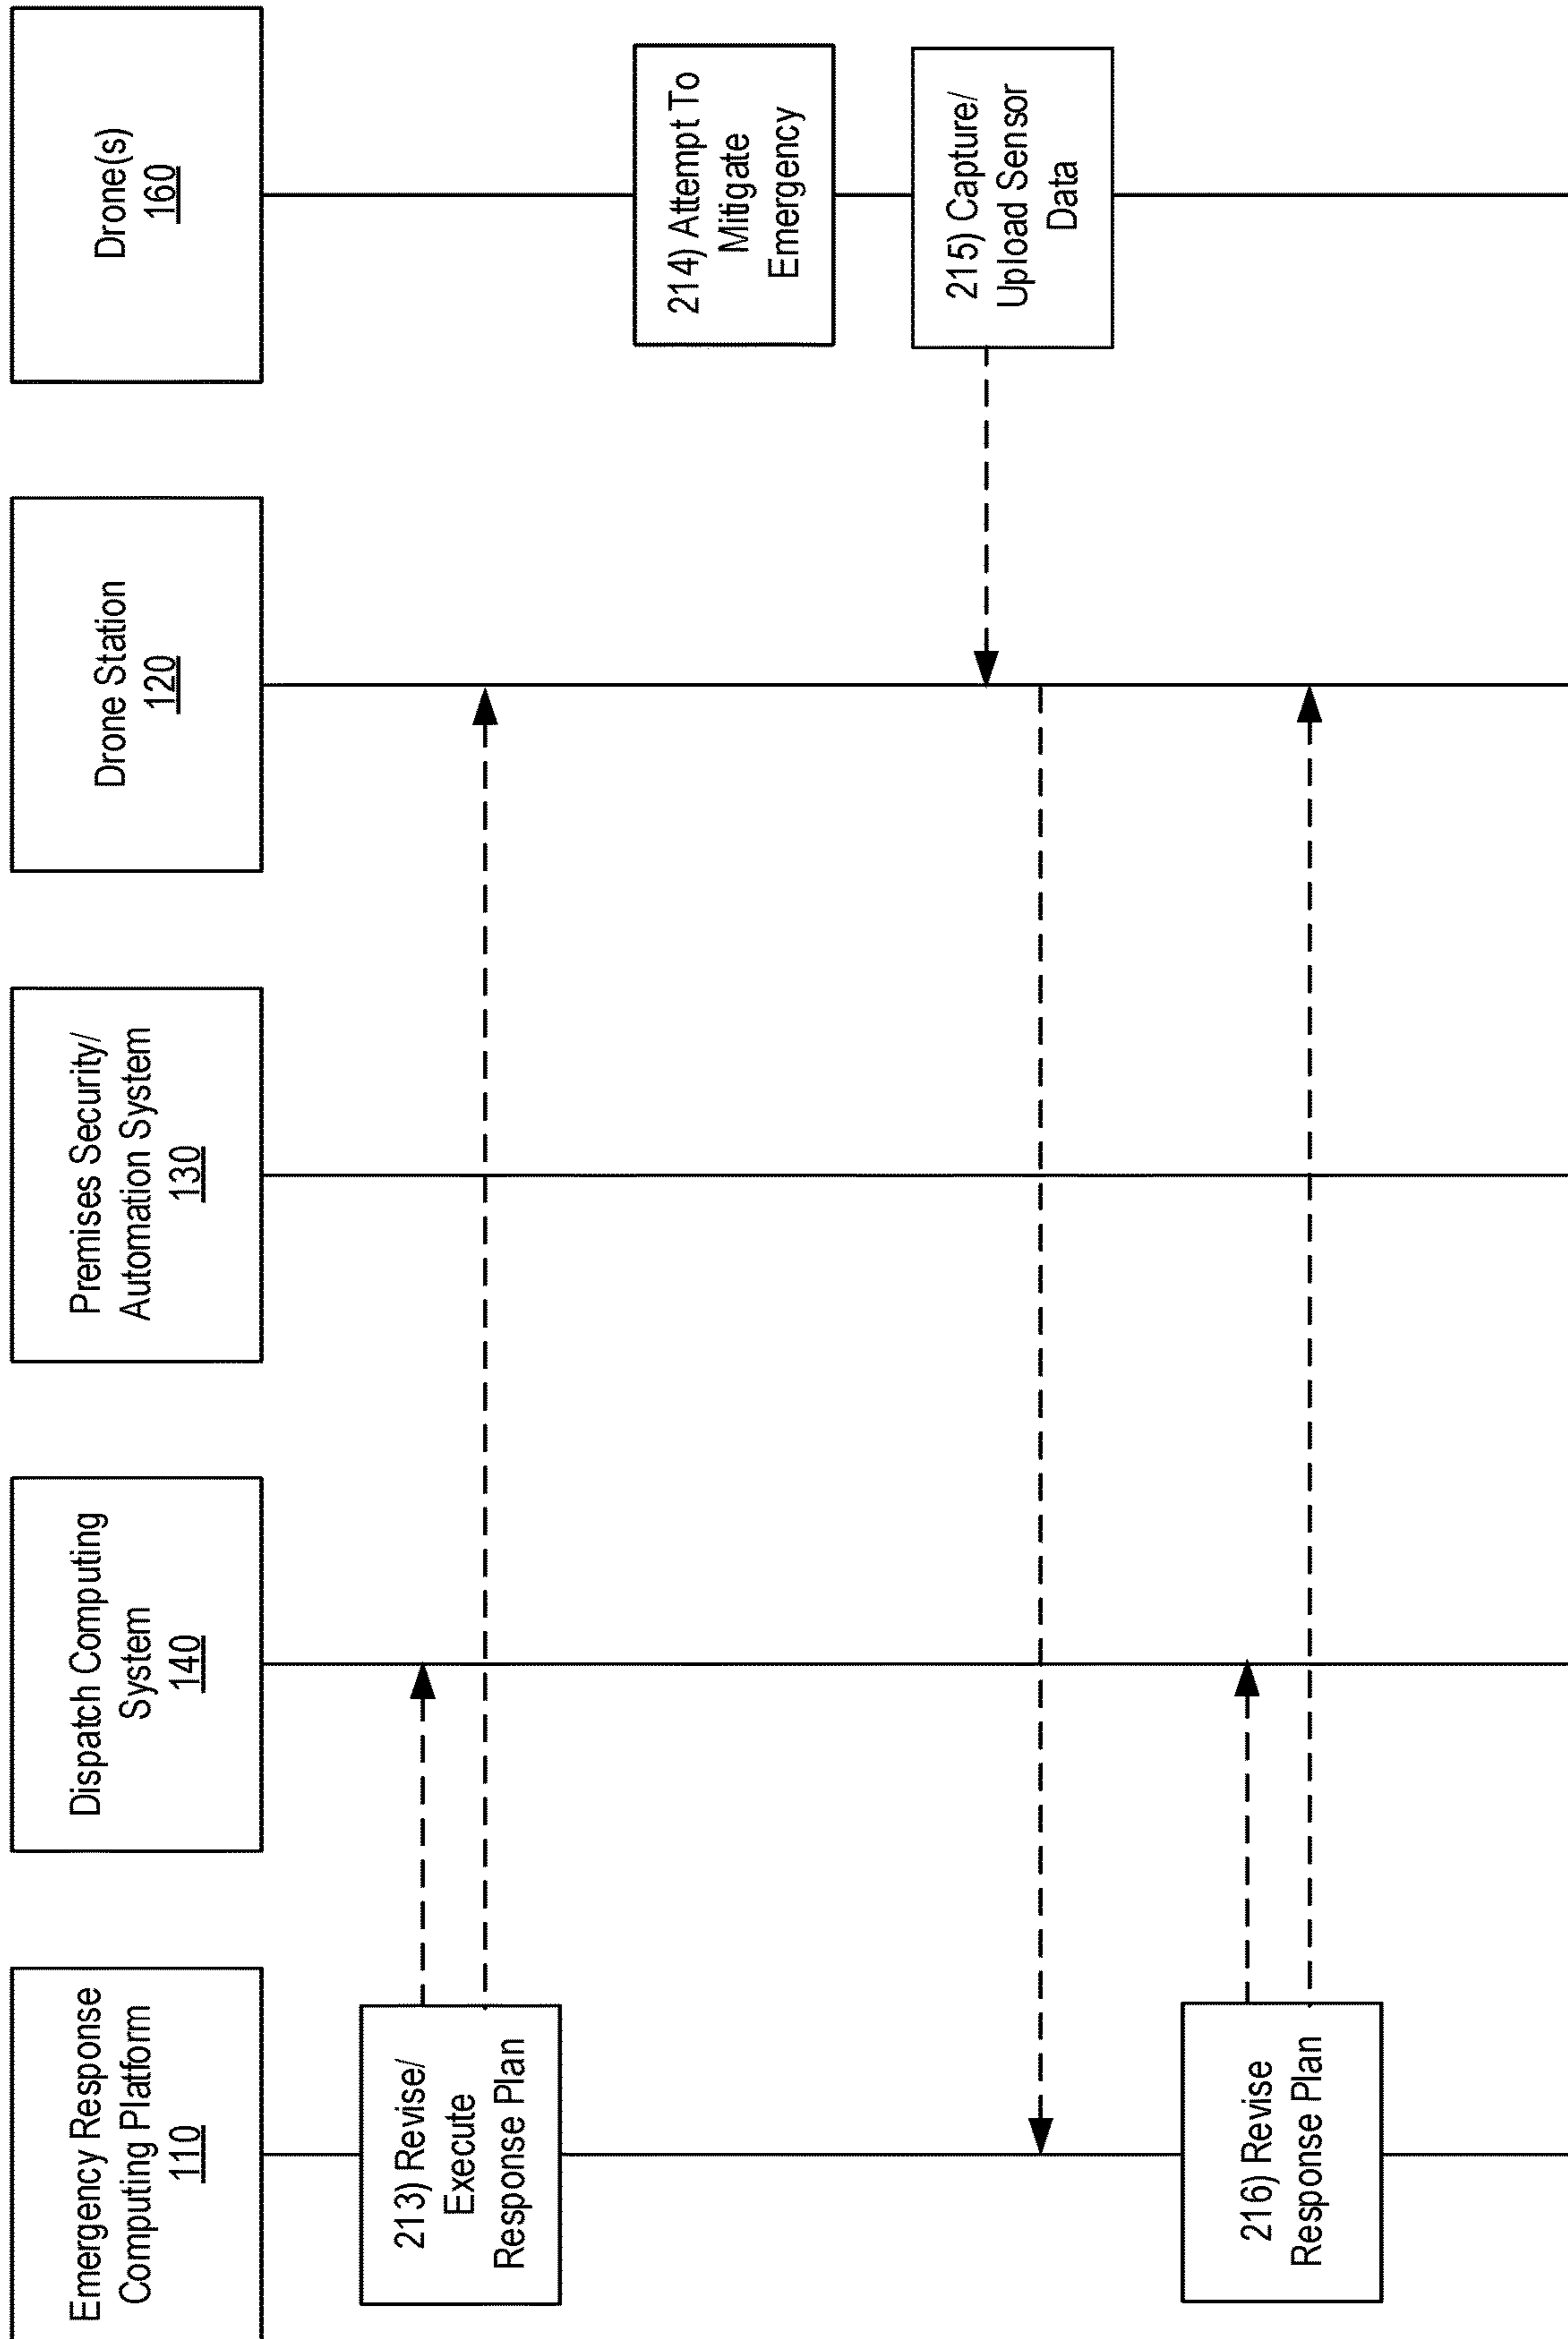 Emergency Response
Computing Platform
110
Dispatch Computing
System
140
Premises Security/
Automation System
130
Drone Station
120
Drone(s)
160
213) Revise/
Execute
Response Plan
214) Attempt To
Mitigate
Emergency
215) Capture/
Upload Sensor
Data
216) Revise
Response Plan